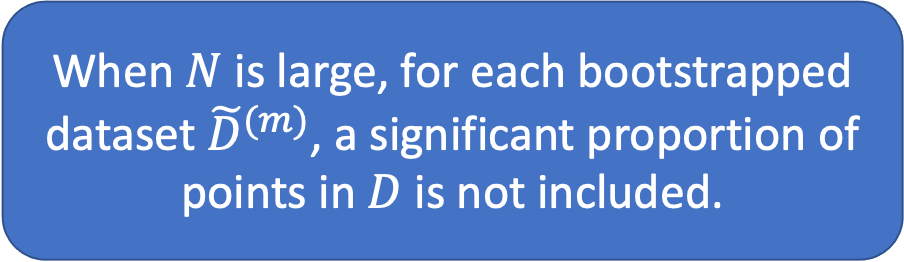 When 𝑁 is large, for each bootstrapped
dataset 𝐷̃⁽ᵐ⁾, a significant proportion of
points in 𝐷 is not included.